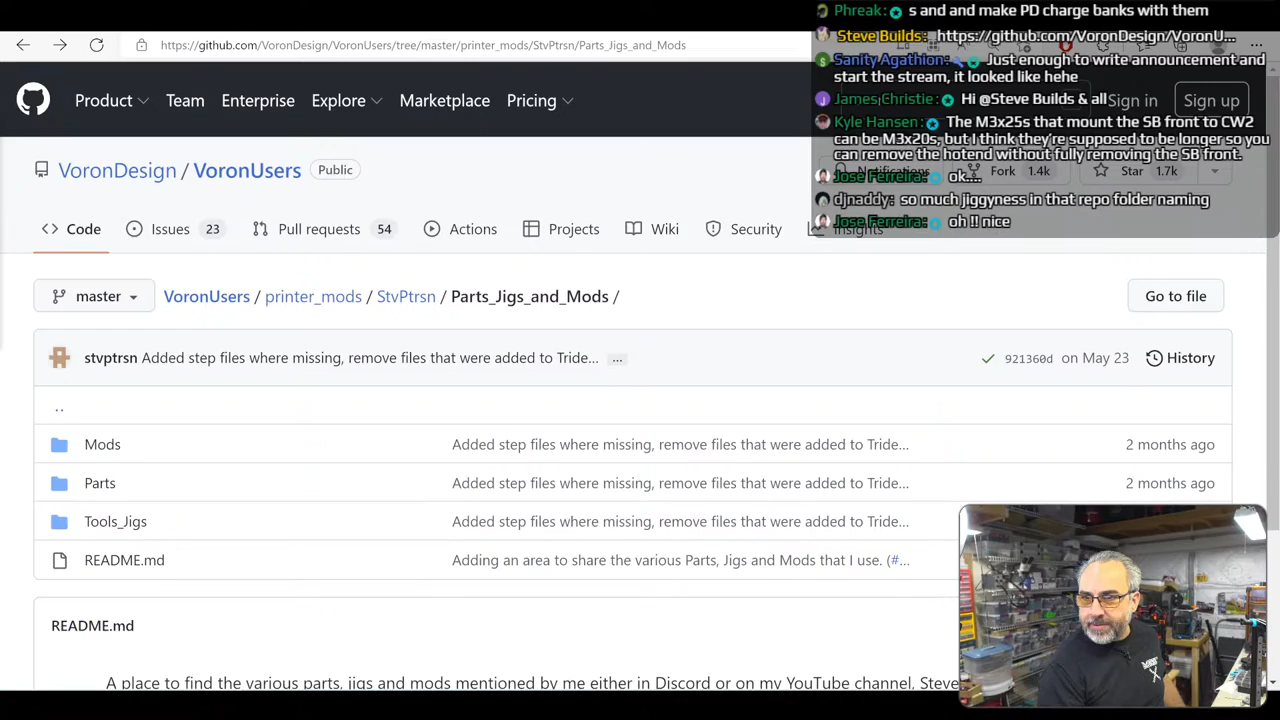 Phreak: s and and make PD charge banks with them
Steve Builds: https://github.com/VoronDesign/VoronU...
https://github.com/VoronDesign/VoronUsers/tree/master/printer_mods/StvPtrsn/Parts_Jigs_and_Mods
Sanity Agathion: Just enough to write announcement and
start the stream, it looked like hehe
James Christie: Hi @Steve Builds & all
Kyle Hansen: The M3x25s that mount the SB front to CW2
can be M3x20s, but I think they're supposed to be longer so you
can remove the hotend without fully removing the SB front.
Jose Ferreira: ok....
djnaddy: so much jiggyness in that repo folder naming
Jose Ferreira: oh !! nice
Product Team Enterprise Explore Marketplace Pricing Sign in Sign up
VoronDesign / VoronUsers Public
Fork 1.4k Star 1.7k
Code Issues 23 Pull requests 54 Actions Projects Wiki Security Insights
master VoronUsers / printer_mods / StvPtrsn / Parts_Jigs_and_Mods / Go to file
stvptrsn Added step files where missing, remove files that were added to Tride... ... 921360d on May 23 History
..
Mods Added step files where missing, remove files that were added to Tride... 2 months ago
Parts Added step files where missing, remove files that were added to Tride... 2 months ago
Tools_Jigs Added step files where missing, remove files that were added to Tride...
README.md Adding an area to share the various Parts, Jigs and Mods that I use. (#...
README.md
A place to find the various parts, jigs and mods mentioned by me either in Discord or on my YouTube channel, Steve